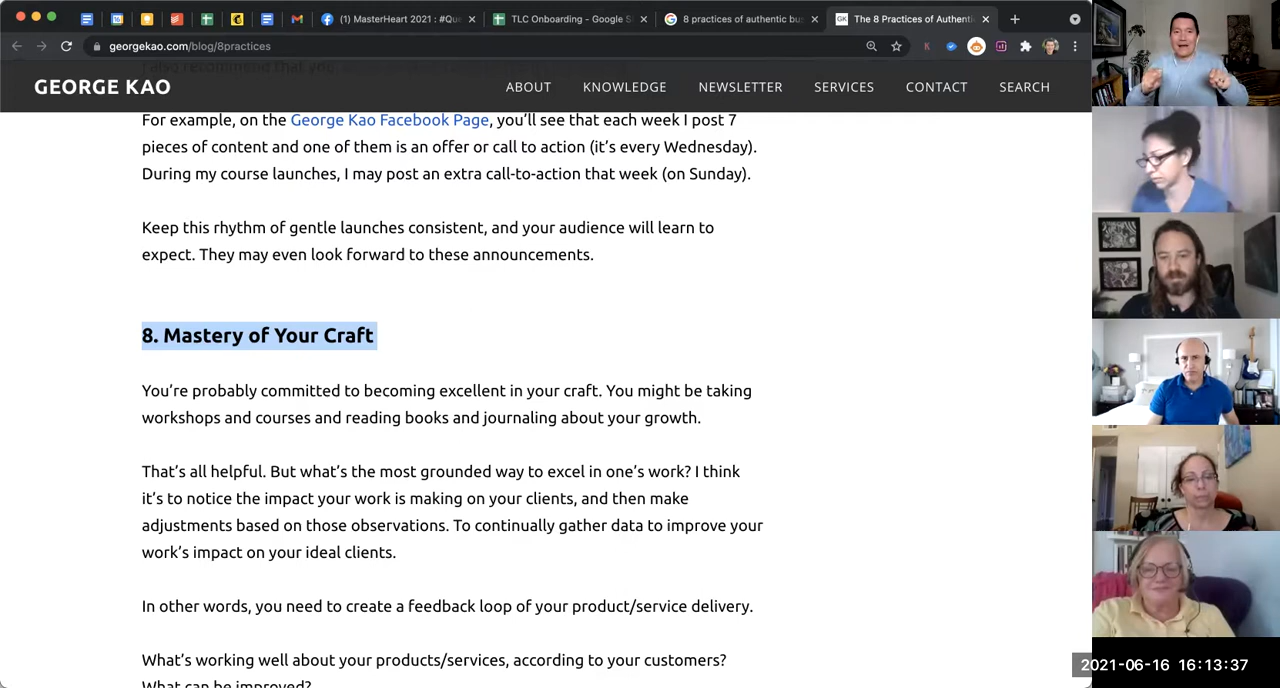 (1) MasterHeart 2021 : #Que
TLC Onboarding - Google S
8 practices of authentic bus
The 8 Practices of Authenti
georgekao.com/blog/8practices
GEORGE KAO
ABOUT
KNOWLEDGE
NEWSLETTER
SERVICES
CONTACT
SEARCH
I also recommend that you
For example, on the George Kao Facebook Page, you'll see that each week I post 7
pieces of content and one of them is an offer or call to action (it's every Wednesday).
During my course launches, I may post an extra call-to-action that week (on Sunday).
Keep this rhythm of gentle launches consistent, and your audience will learn to
expect. They may even look forward to these announcements.
8. Mastery of Your Craft
You're probably committed to becoming excellent in your craft. You might be taking
workshops and courses and reading books and journaling about your growth.
That's all helpful. But what's the most grounded way to excel in one's work? I think
it's to notice the impact your work is making on your clients, and then make
adjustments based on those observations. To continually gather data to improve your
work's impact on your ideal clients.
In other words, you need to create a feedback loop of your product/service delivery.
What's working well about your products/services, according to your customers?
What can be improved?
2021-06-16 16:13:37